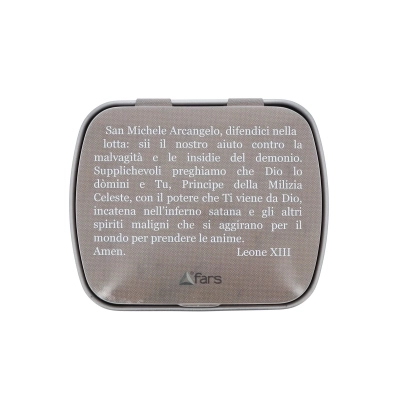 San Michele Arcangelo, difendici nella
lotta: sii il nostro aiuto contro la
malvagità e le insidie del demonio.
Supplichevoli preghiamo che Dio lo
dòmini e Tu, Principe della Milizia
Celeste, con il potere che Ti viene da Dio,
incatena nell'inferno satana e gli altri
spiriti maligni che si aggirano per il
mondo per prendere le anime.
Amen. Leone XIII
fars